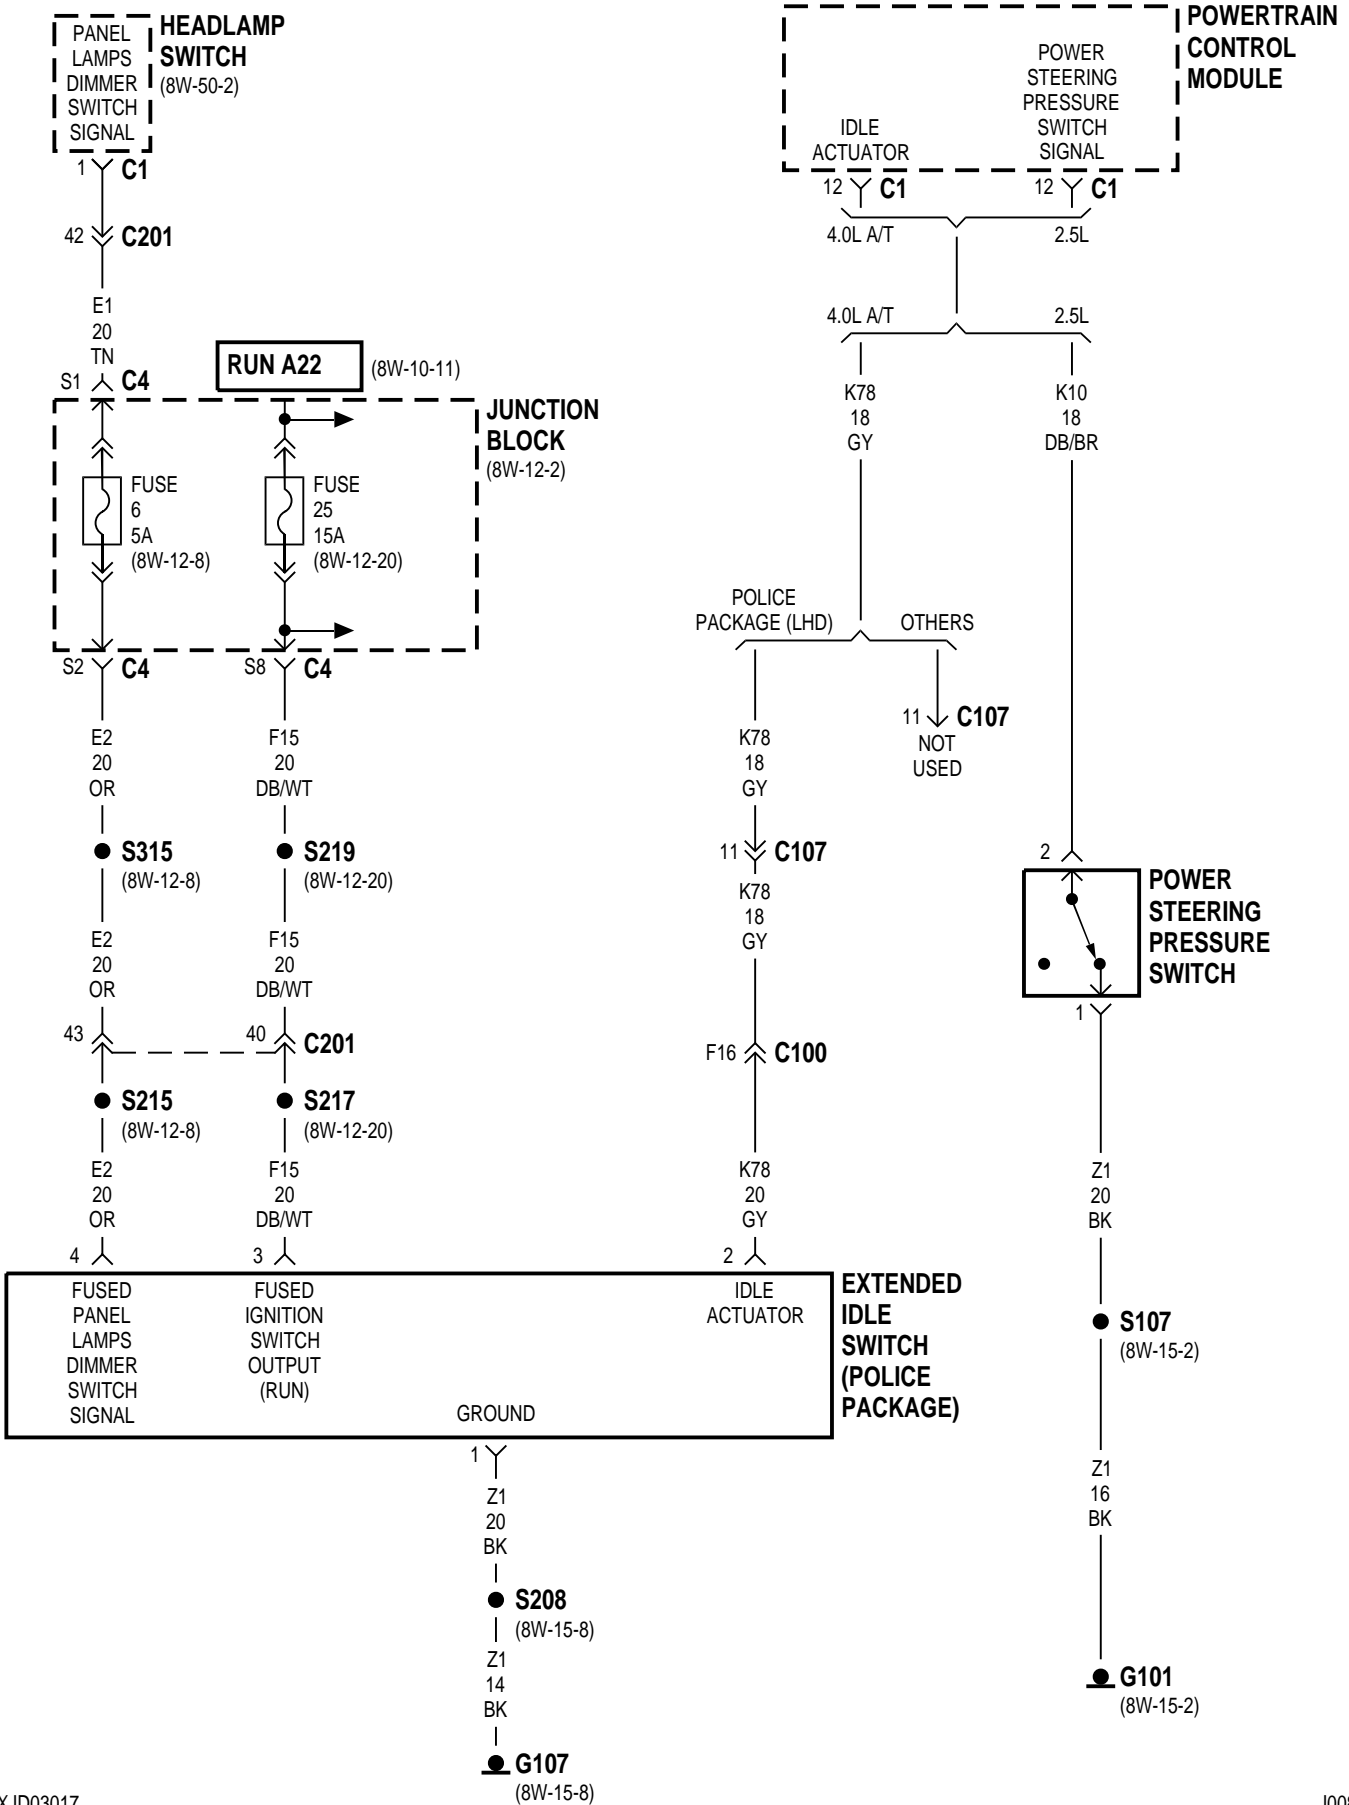 PANEL
LAMPS
DIMMER
SWITCH
SIGNAL
HEADLAMP
SWITCH
(8W-50-2)
1 C1
42 C201
E1
20
TN
S1 C4
RUN A22 (8W-10-11)
JUNCTION
BLOCK
(8W-12-2)
FUSE
6
5A
(8W-12-8)
FUSE
25
15A
(8W-12-20)
S2 C4
S8 C4
E2
20
OR
F15
20
DB/WT
S315
(8W-12-8)
S219
(8W-12-20)
E2
20
OR
F15
20
DB/WT
43
40 C201
S215
(8W-12-8)
S217
(8W-12-20)
E2
20
OR
F15
20
DB/WT
4
3
POWERTRAIN
CONTROL
MODULE
IDLE
ACTUATOR
POWER
STEERING
PRESSURE
SWITCH
SIGNAL
12 C1
12 C1
4.0L A/T
2.5L
4.0L A/T
2.5L
K78
18
GY
K10
18
DB/BR
POLICE
PACKAGE (LHD)
OTHERS
K78
18
GY
11 C107
NOT
USED
11 C107
K78
18
GY
F16 C100
K78
20
GY
2
2
POWER
STEERING
PRESSURE
SWITCH
1
Z1
20
BK
S107
(8W-15-2)
Z1
16
BK
G101
(8W-15-2)
FUSED
PANEL
LAMPS
DIMMER
SWITCH
SIGNAL
FUSED
IGNITION
SWITCH
OUTPUT
(RUN)
GROUND
IDLE
ACTUATOR
EXTENDED
IDLE
SWITCH
(POLICE
PACKAGE)
1
Z1
20
BK
S208
(8W-15-8)
Z1
14
BK
G107
(8W-15-8)